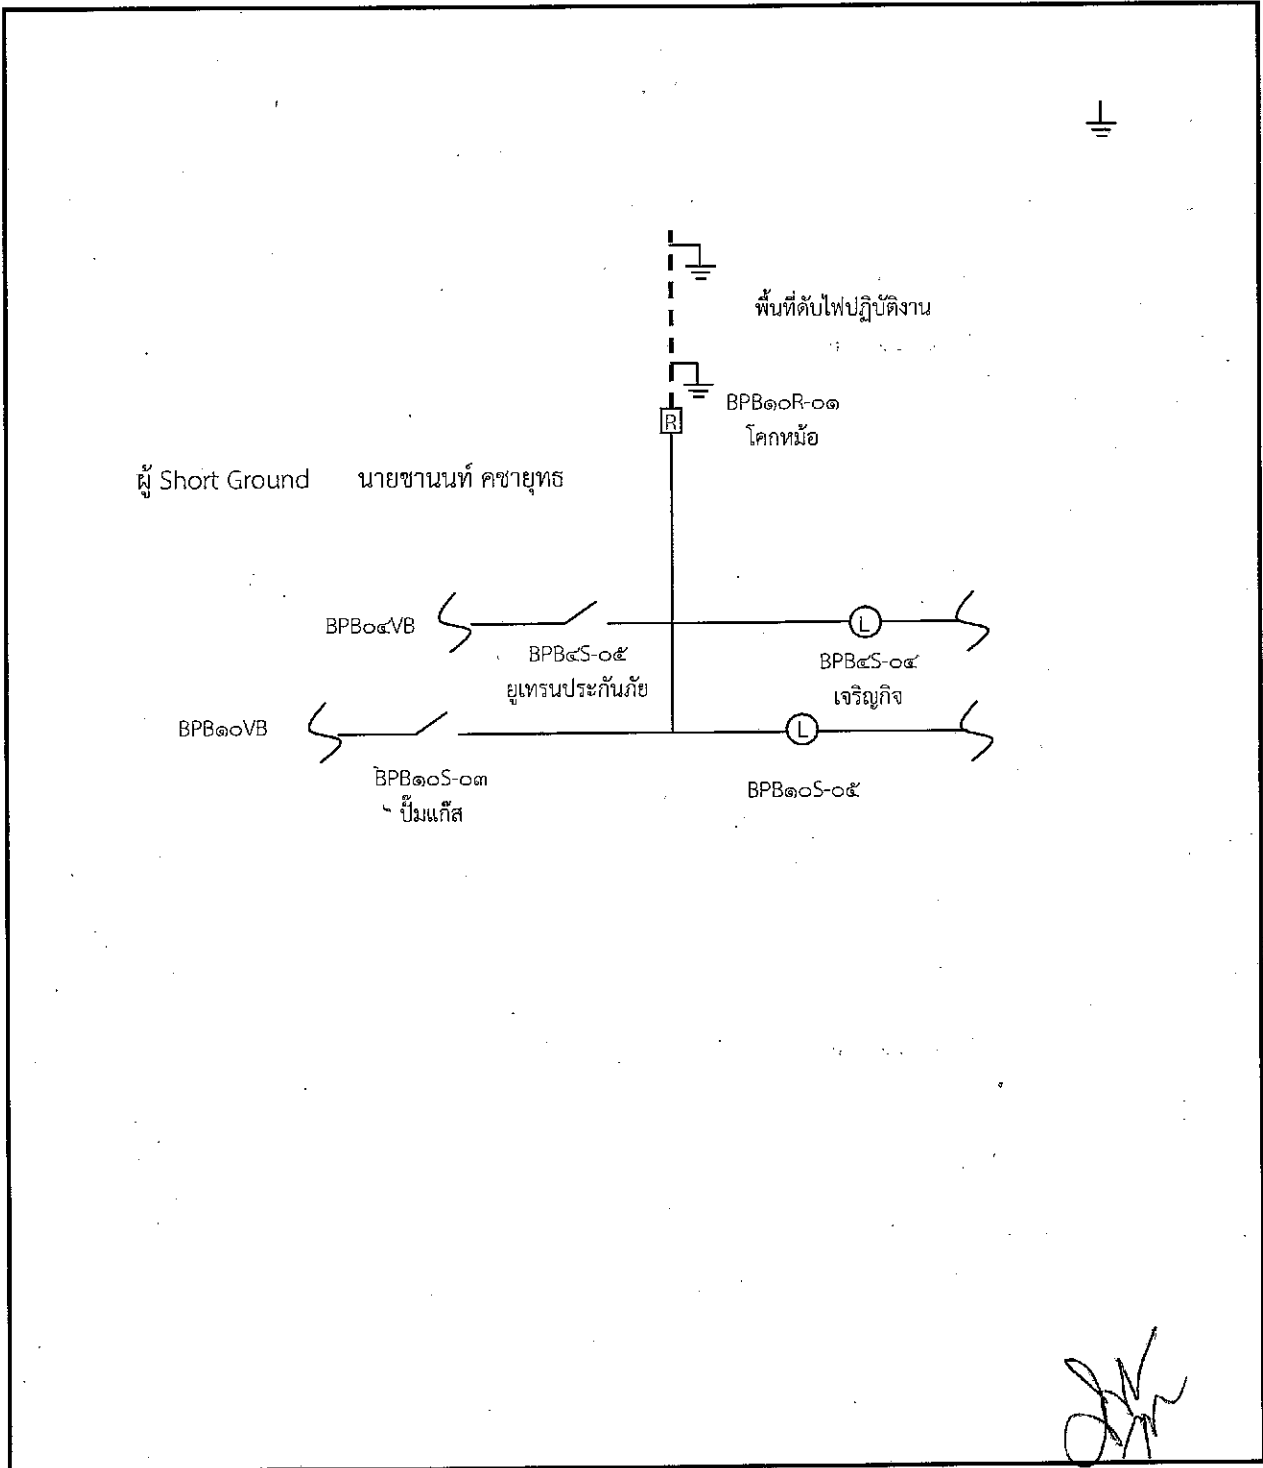 พื้นที่ดับไฟปฏิบัติงาน
R
BPB๑๐R-๐๑
โคกหม้อ
ผู้ Short Ground นายชานนท์ คชายุทธ
BPB๐๔VB
L
BPB๔S-๐๕
ยูเทรนประกันภัย
BPB๔S-๐๔
เจริญกิจ
BPB๑๐VB
L
BPB๑๐S-๐๓
ปั๊มแก๊ส
BPB๑๐S-๐๕